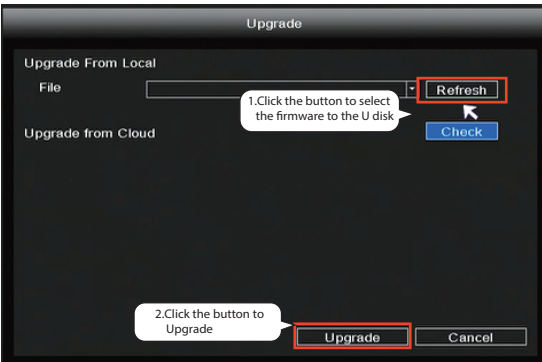 Upgrade
Upgrade From Local
File
Refresh
1.Click the button to select
the firmware to the U disk
Upgrade from Cloud
Check
2.Click the button to
Upgrade
Upgrade
Cancel